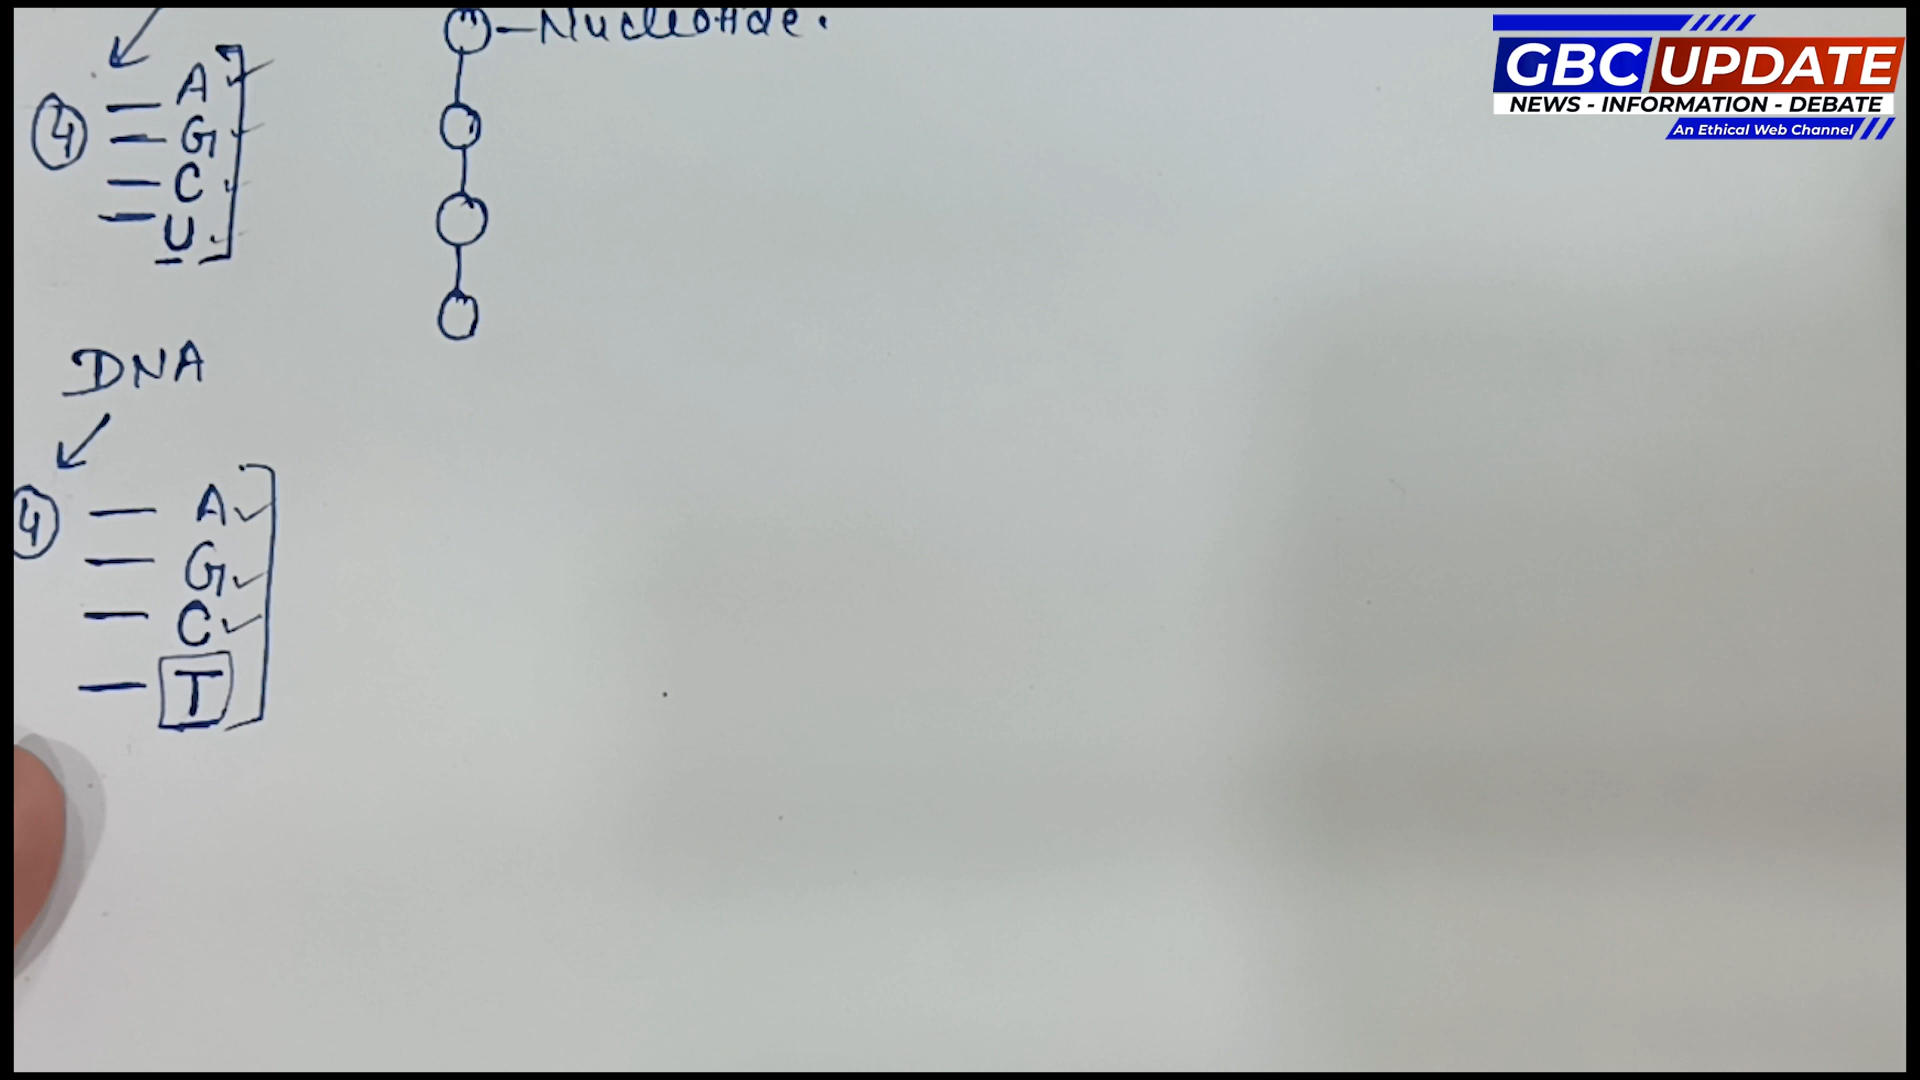 — Nucleotide.
④ — A ✓
— G ✓
— C ✓
— U ✓
DNA
④ — A ✓
— G ✓
— C ✓
— T
GBC UPDATE
NEWS - INFORMATION - DEBATE
An Ethical Web Channel